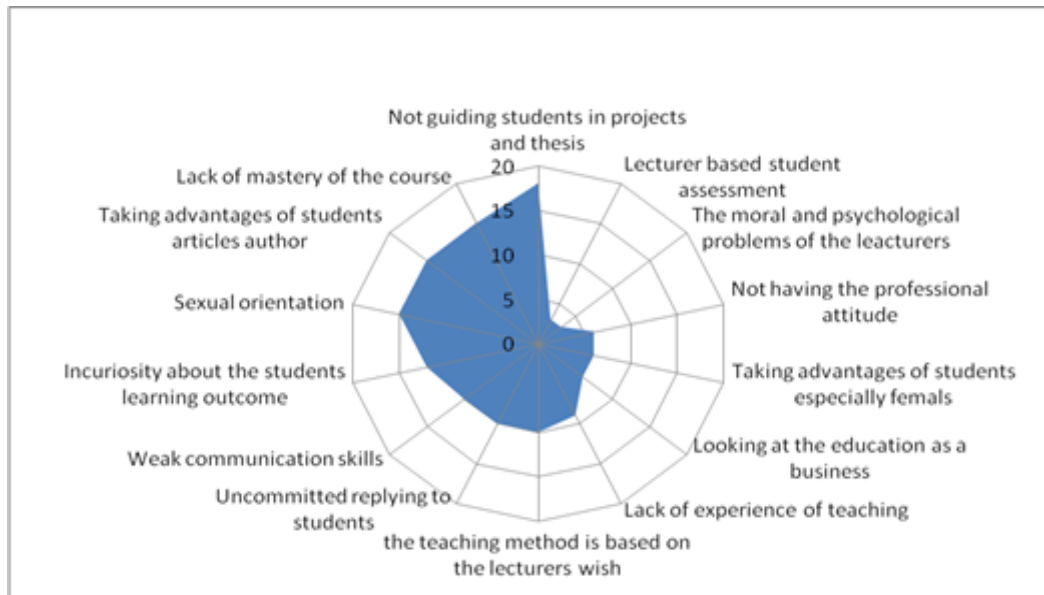 Not guiding students in projects
and thesis
Lecturer based student
assessment
The moral and psychological
problems of the leacturers
Not having the professional
attitude
Taking advantages of students
especially femals
Looking at the education as a
business
Lack of experience of teaching
the teaching method is based on
the lecturers wish
Uncommitted replying to
students
Weak communication skills
Incuriosity about the students
learning outcome
Sexual orientation
Taking advantages of students
articles author
Lack of mastery of the course
20
15
10
5
0